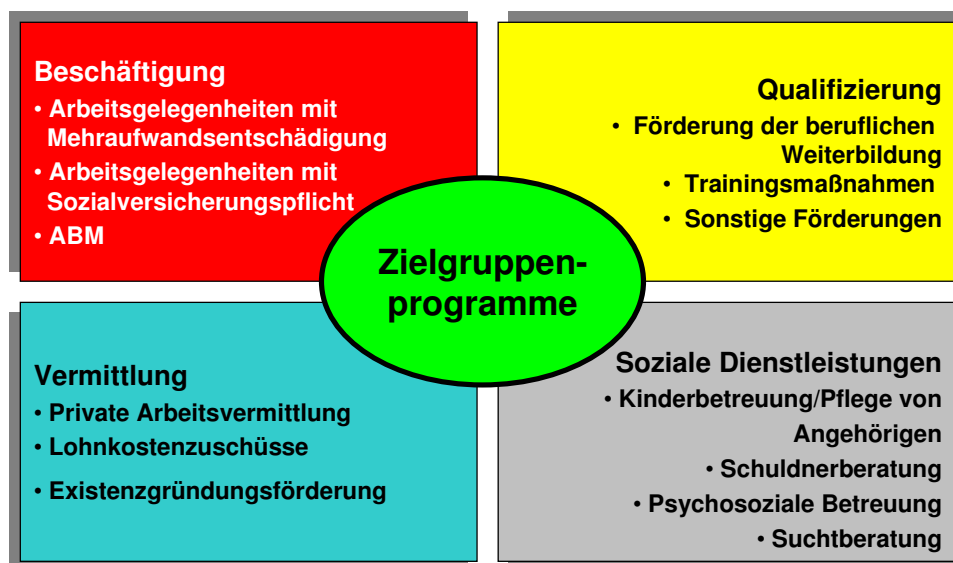 Beschäftigung
• Arbeitsgelegenheiten mit
Mehraufwandsentschädigung
• Arbeitsgelegenheiten mit
Sozialversicherungspflicht
• ABM
Qualifizierung
• Förderung der beruflichen
Weiterbildung
• Trainingsmaßnahmen
• Sonstige Förderungen
Zielgruppen-
programme
Vermittlung
• Private Arbeitsvermittlung
• Lohnkostenzuschüsse
• Existenzgründungsförderung
Soziale Dienstleistungen
• Kinderbetreuung/Pflege von
Angehörigen
• Schuldnerberatung
• Psychosoziale Betreuung
• Suchtberatung